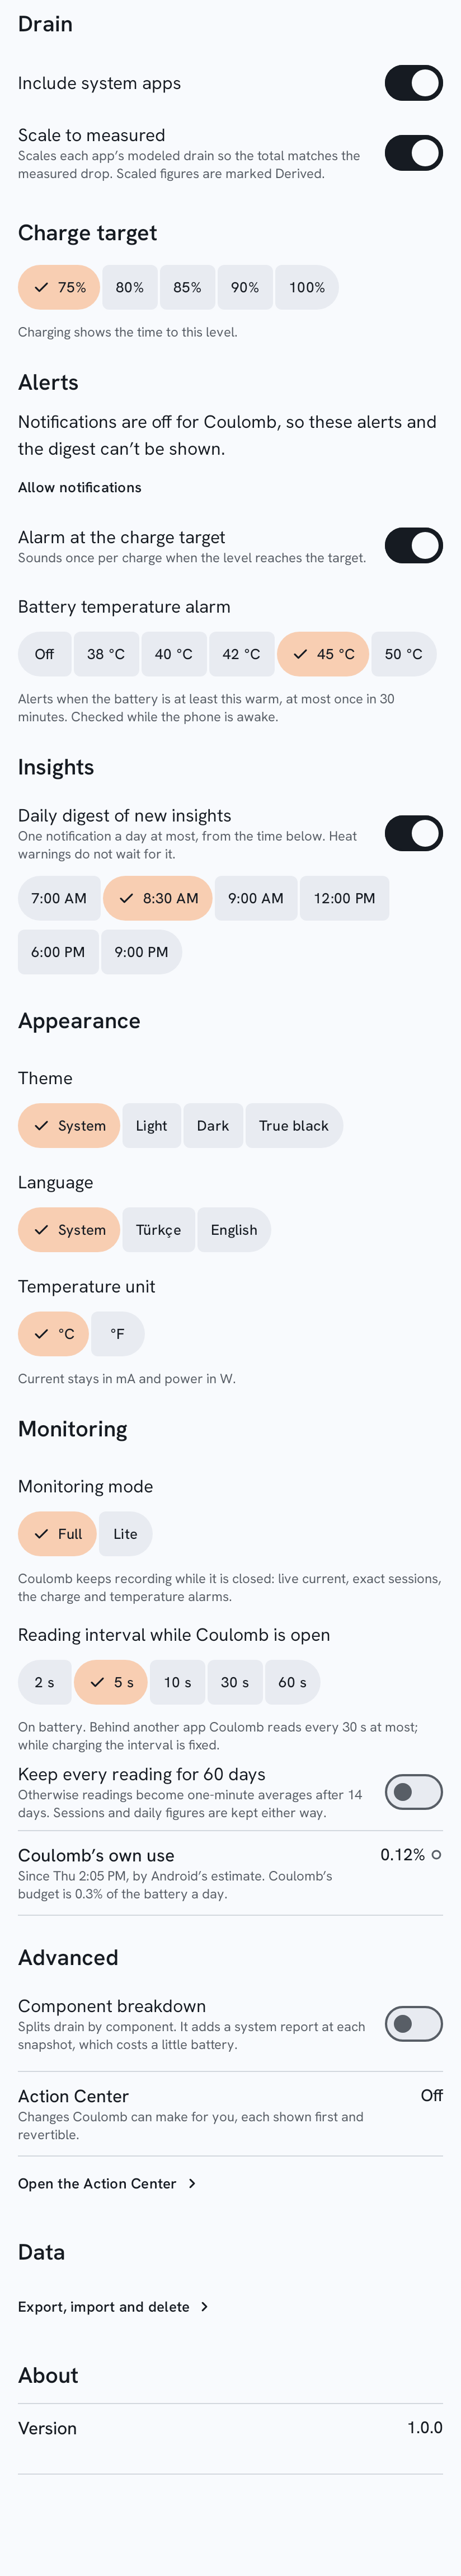 Drain
Include system apps
Scale to measured
Scales each app’s modeled drain so the total matches the
measured drop. Scaled figures are marked Derived.
Charge target
75% 80% 85% 90% 100%
Charging shows the time to this level.
Alerts
Notifications are off for Coulomb, so these alerts and
the digest can’t be shown.
Allow notifications
Alarm at the charge target
Sounds once per charge when the level reaches the target.
Battery temperature alarm
Off 38 °C 40 °C 42 °C 45 °C 50 °C
Alerts when the battery is at least this warm, at most once in 30
minutes. Checked while the phone is awake.
Insights
Daily digest of new insights
One notification a day at most, from the time below. Heat
warnings do not wait for it.
7:00 AM 8:30 AM 9:00 AM 12:00 PM
6:00 PM 9:00 PM
Appearance
Theme
System Light Dark True black
Language
System Türkçe English
Temperature unit
°C °F
Current stays in mA and power in W.
Monitoring
Monitoring mode
Full Lite
Coulomb keeps recording while it is closed: live current, exact sessions,
the charge and temperature alarms.
Reading interval while Coulomb is open
2 s 5 s 10 s 30 s 60 s
On battery. Behind another app Coulomb reads every 30 s at most;
while charging the interval is fixed.
Keep every reading for 60 days
Otherwise readings become one-minute averages after 14
days. Sessions and daily figures are kept either way.
Coulomb’s own use 0.12%
Since Thu 2:05 PM, by Android’s estimate. Coulomb’s
budget is 0.3% of the battery a day.
Advanced
Component breakdown
Splits drain by component. It adds a system report at each
snapshot, which costs a little battery.
Action Center Off
Changes Coulomb can make for you, each shown first and
revertible.
Open the Action Center
Data
Export, import and delete
About
Version 1.0.0